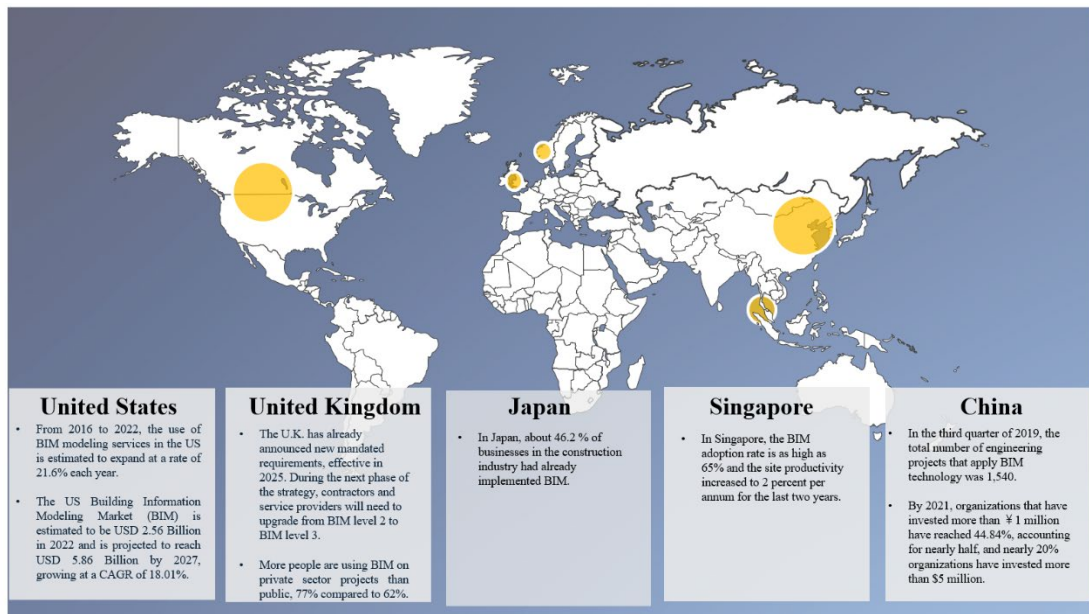 United States
• From 2016 to 2022, the use of
BIM modeling services in the US
is estimated to expand at a rate of
21.6% each year.
• The US Building Information
Modeling Market (BIM) is
estimated to be USD 2.56 Billion
in 2022 and is projected to reach
USD 5.86 Billion by 2027,
growing at a CAGR of 18.01%.
United Kingdom
• The U.K. has already
announced new mandated
requirements, effective in
2025. During the next phase of
the strategy, contractors and
service providers will need to
upgrade from BIM level 2 to
BIM level 3.
• More people are using BIM on
private sector projects than
public, 77% compared to 62%.
Japan
• In Japan, about 46.2 % of
businesses in the construction
industry had already
implemented BIM.
Singapore
• In Singapore, the BIM
adoption rate is as high as
65% and the site productivity
increased to 2 percent per
annum for the last two years.
China
• In the third quarter of 2019, the
total number of engineering
projects that apply BIM
technology was 1,540.
• By 2021, organizations that have
invested more than ￥1 million
have reached 44.84%, accounting
for nearly half, and nearly 20%
organizations have invested more
than $5 million.